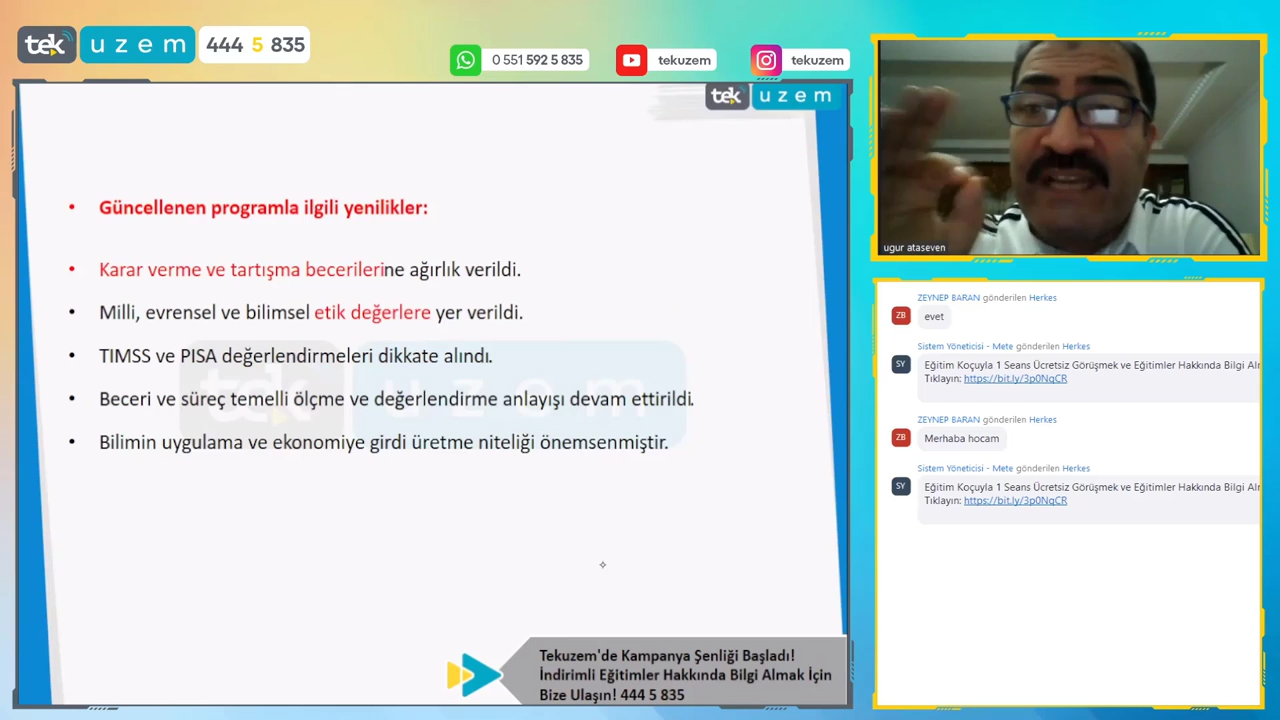 tek uzem 444 5 835
0 551 592 5 835
tekuzem
tekuzem
tek uzem
Güncellenen programla ilgili yenilikler:
Karar verme ve tartışma becerilerine ağırlık verildi.
Milli, evrensel ve bilimsel etik değerlere yer verildi.
TIMSS ve PISA değerlendirmeleri dikkate alındı.
Beceri ve süreç temelli ölçme ve değerlendirme anlayışı devam ettirildi.
Bilimin uygulama ve ekonomiye girdi üretme niteliği önemsenmiştir.
tek uzem
Tekuzem'de Kampanya Şenliği Başladı!
İndirimli Eğitimler Hakkında Bilgi Almak İçin
Bize Ulaşın! 444 5 835
ugur ataseven
ZEYNEP BARAN gönderilen Herkes
ZB evet
Sistem Yöneticisi - Mete gönderilen Herkes
SY Eğitim Koçuyla 1 Seans Ücretsiz Görüşmek ve Eğitimler Hakkında Bilgi
Tıklayın: https://bit.ly/3p0NqCR
ZEYNEP BARAN gönderilen Herkes
ZB Merhaba hocam
Sistem Yöneticisi - Mete gönderilen Herkes
SY Eğitim Koçuyla 1 Seans Ücretsiz Görüşmek ve Eğitimler Hakkında Bilgi
Tıklayın: https://bit.ly/3p0NqCR